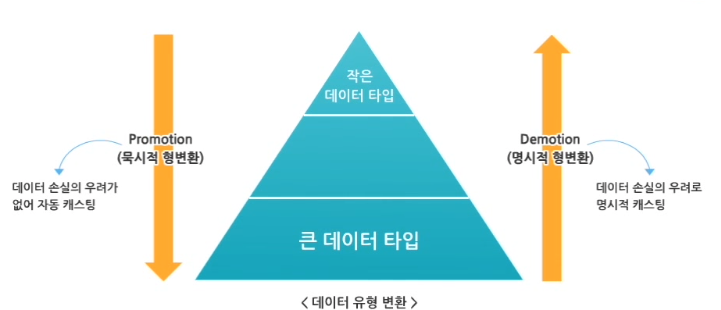 작은
데이터 타입
Promotion
(묵시적 형변환)
Demotion
(명시적 형변환)
데이터 손실의 우려가
없어 자동 캐스팅
데이터 손실의 우려로
명시적 캐스팅
큰 데이터 타입
< 데이터 유형 변환 >